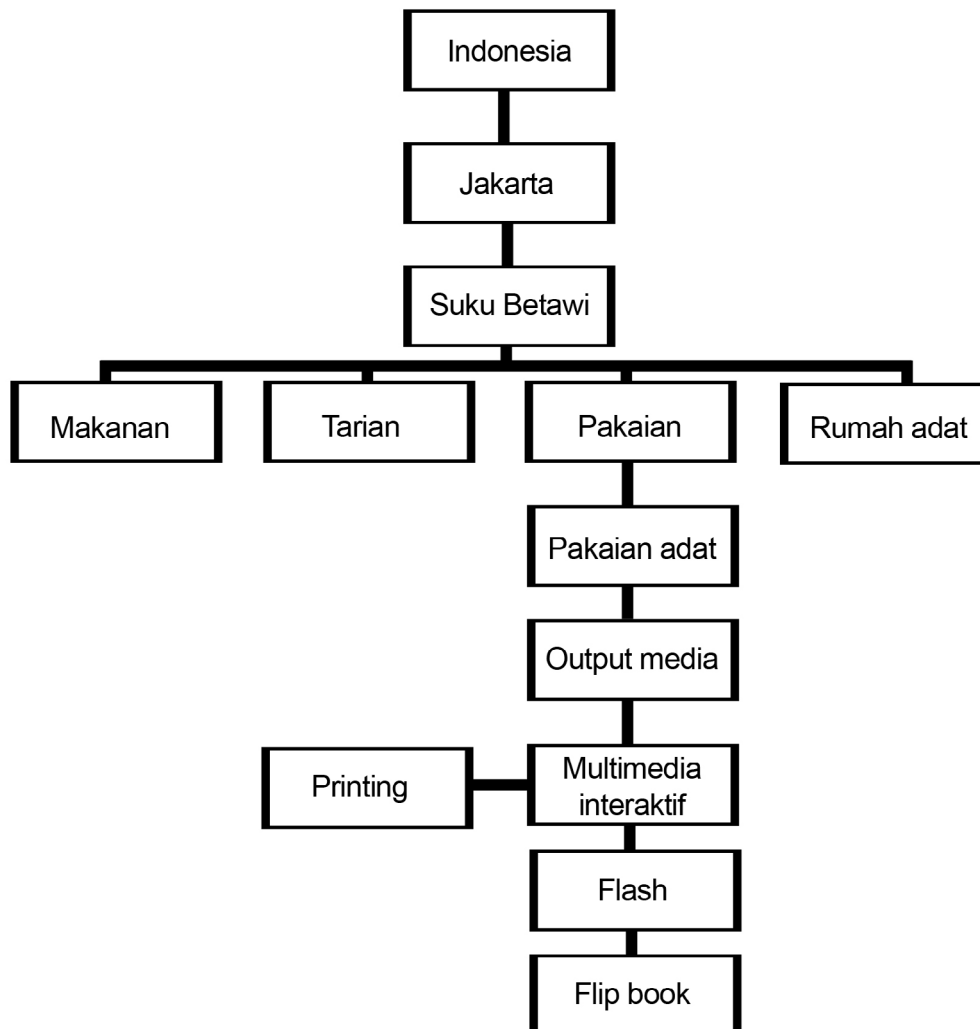 Indonesia
Jakarta
Suku Betawi
Makanan
Tarian
Pakaian
Rumah adat
Pakaian adat
Output media
Printing
Multimedia
interaktif
Flash
Flip book